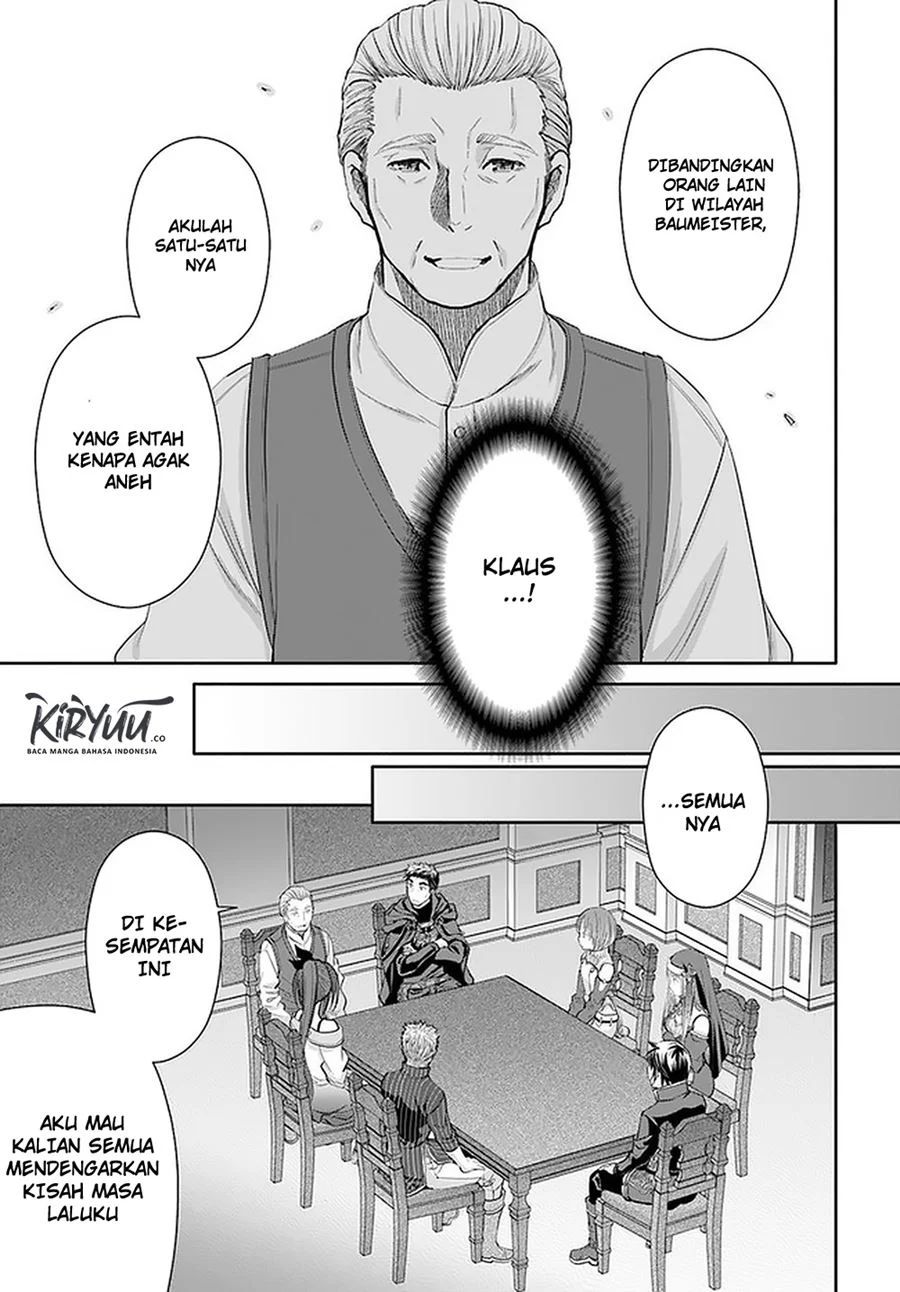 DIBANDINGKAN
ORANG LAIN
DI WILAYAH
BAUMEISTER,
AKULAH
SATU-SATU
NYA
YANG ENTAH
KENAPA AGAK
ANEH
KLAUS
...!
KIRYUU.CO
BACA MANGA BAHASA INDONESIA
...SEMUA
NYA
DI KE-
SEMPATAN
INI
AKU MAU
KALIAN SEMUA
MENDENGARKAN
KISAH MASA
LALUKU